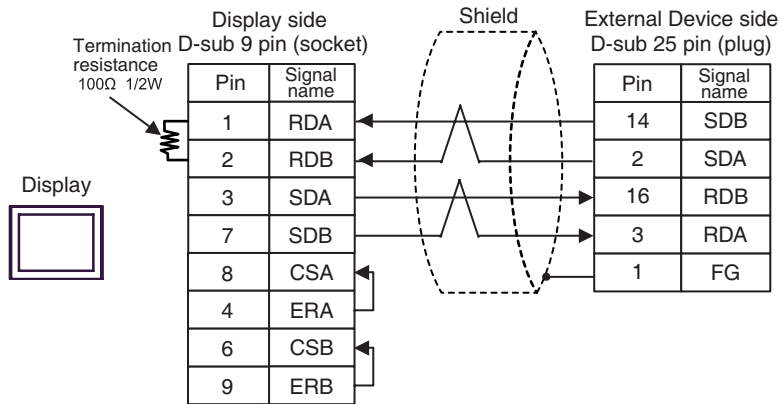 Display side
D-sub 9 pin (socket)
Shield
External Device side
D-sub 25 pin (plug)
Termination
resistance
100Ω 1/2W
Display
Pin Signal name
1 RDA
2 RDB
3 SDA
7 SDB
8 CSA
4 ERA
6 CSB
9 ERB
Pin Signal name
14 SDB
2 SDA
16 RDB
3 RDA
1 FG